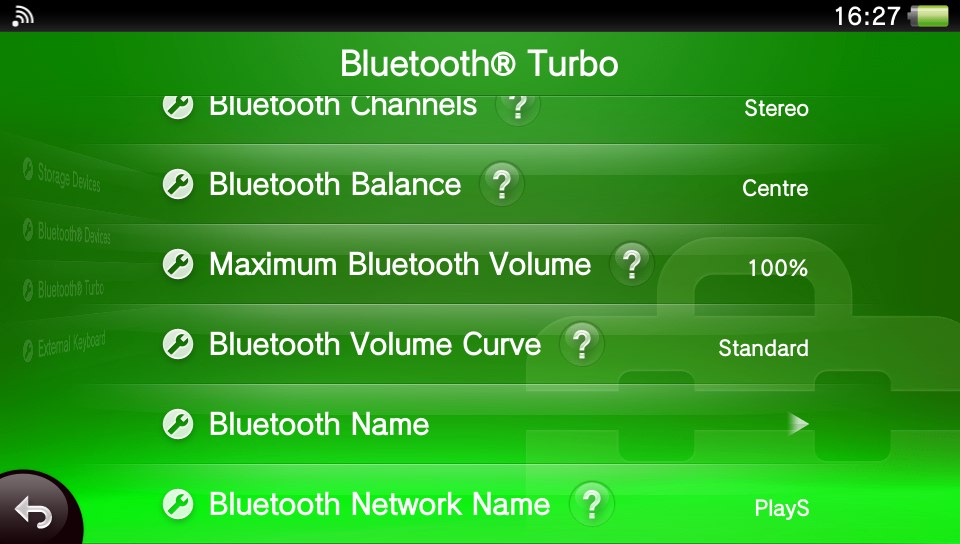 16:27
Bluetooth® Turbo
Bluetooth Channels ? Stereo
Storage Devices
Bluetooth Balance ? Centre
Bluetooth® Devices
Maximum Bluetooth Volume ? 100%
Bluetooth® Turbo
External Keyboard
Bluetooth Volume Curve ? Standard
Bluetooth Name
Bluetooth Network Name ? PlayS